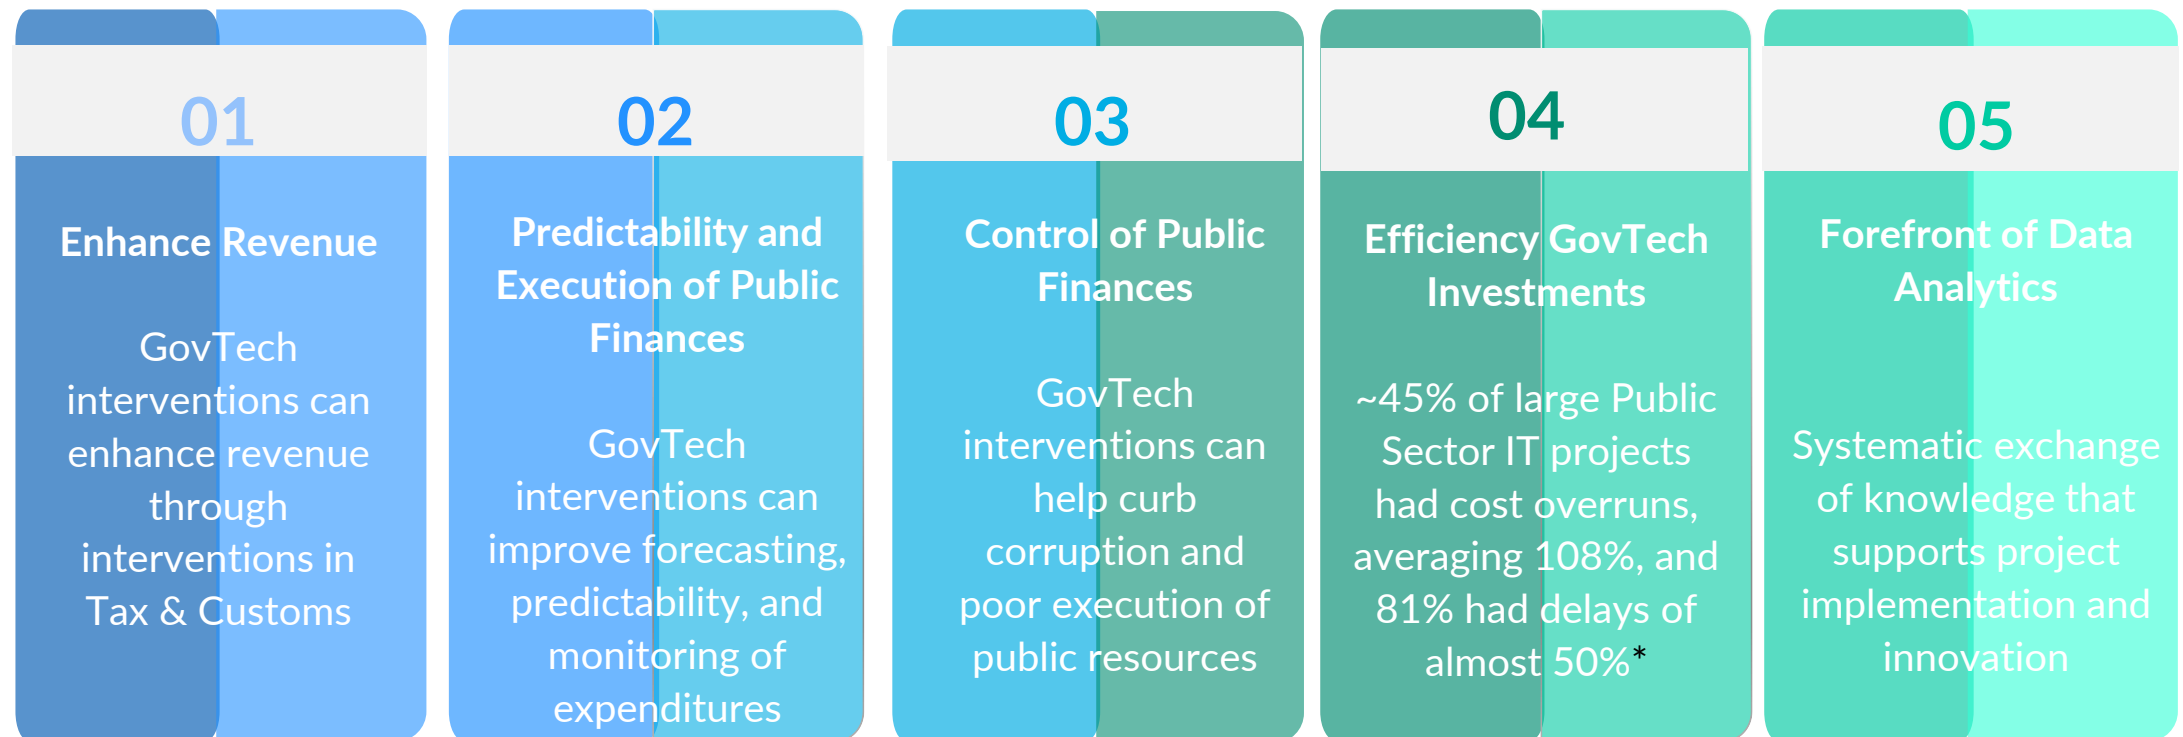 01
Enhance Revenue
GovTech
interventions can
enhance revenue
through
interventions in
Tax & Customs
02
Predictability and
Execution of Public
Finances
GovTech
interventions can
improve forecasting,
predictability, and
monitoring of
expenditures
03
Control of Public
Finances
GovTech
interventions can
help curb
corruption and
poor execution of
public resources
04
Efficiency GovTech
Investments
~45% of large Public
Sector IT projects
had cost overruns,
averaging 108%, and
81% had delays of
almost 50%*
05
Forefront of Data
Analytics
Systematic exchange
of knowledge that
supports project
implementation and
innovation